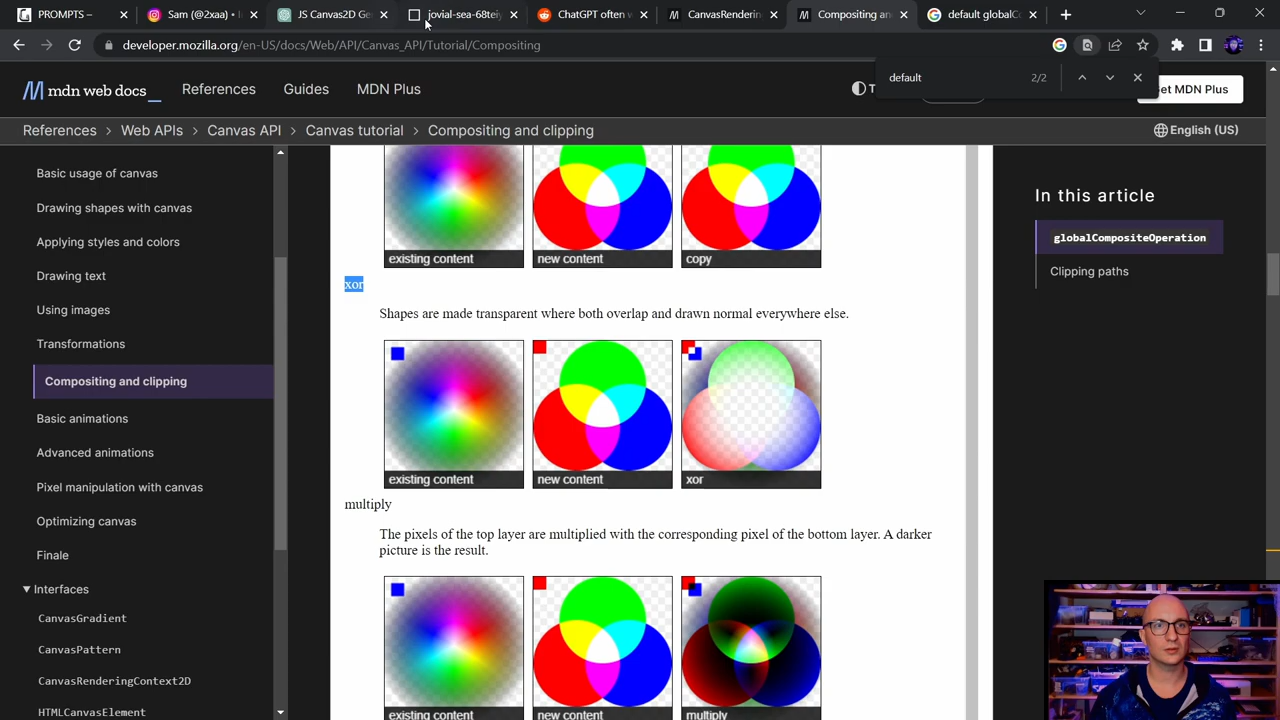 PROMPTS –
Sam (@2xaa) • I
JS Canvas2D Ge
jovial-sea-68teiy
ChatGPT often w
CanvasRendering
Compositing an
default globalCo
developer.mozilla.org/en-US/docs/Web/API/Canvas_API/Tutorial/Compositing
default
2/2
mdn web docs
References
Guides
MDN Plus
T
Get MDN Plus
References > Web APIs > Canvas API > Canvas tutorial > Compositing and clipping
English (US)
Basic usage of canvas
Drawing shapes with canvas
Applying styles and colors
Drawing text
Using images
Transformations
Compositing and clipping
Basic animations
Advanced animations
Pixel manipulation with canvas
Optimizing canvas
Finale
Interfaces
CanvasGradient
CanvasPattern
CanvasRenderingContext2D
HTMLCanvasElement
existing content
new content
copy
xor
Shapes are made transparent where both overlap and drawn normal everywhere else.
existing content
new content
xor
multiply
The pixels of the top layer are multiplied with the corresponding pixel of the bottom layer. A darker
picture is the result.
existing content
new content
multiply
In this article
globalCompositeOperation
Clipping paths